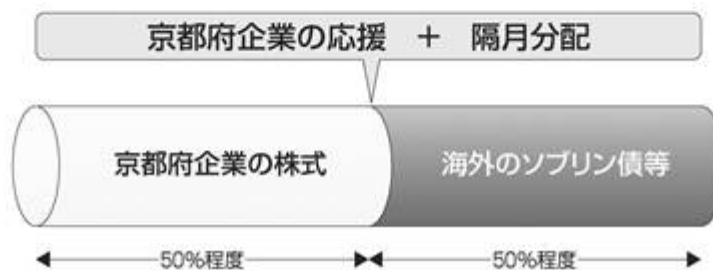 京都府企業の応援 + 隔月分配
京都府企業の株式 海外のソブリン債等
50%程度 50%程度